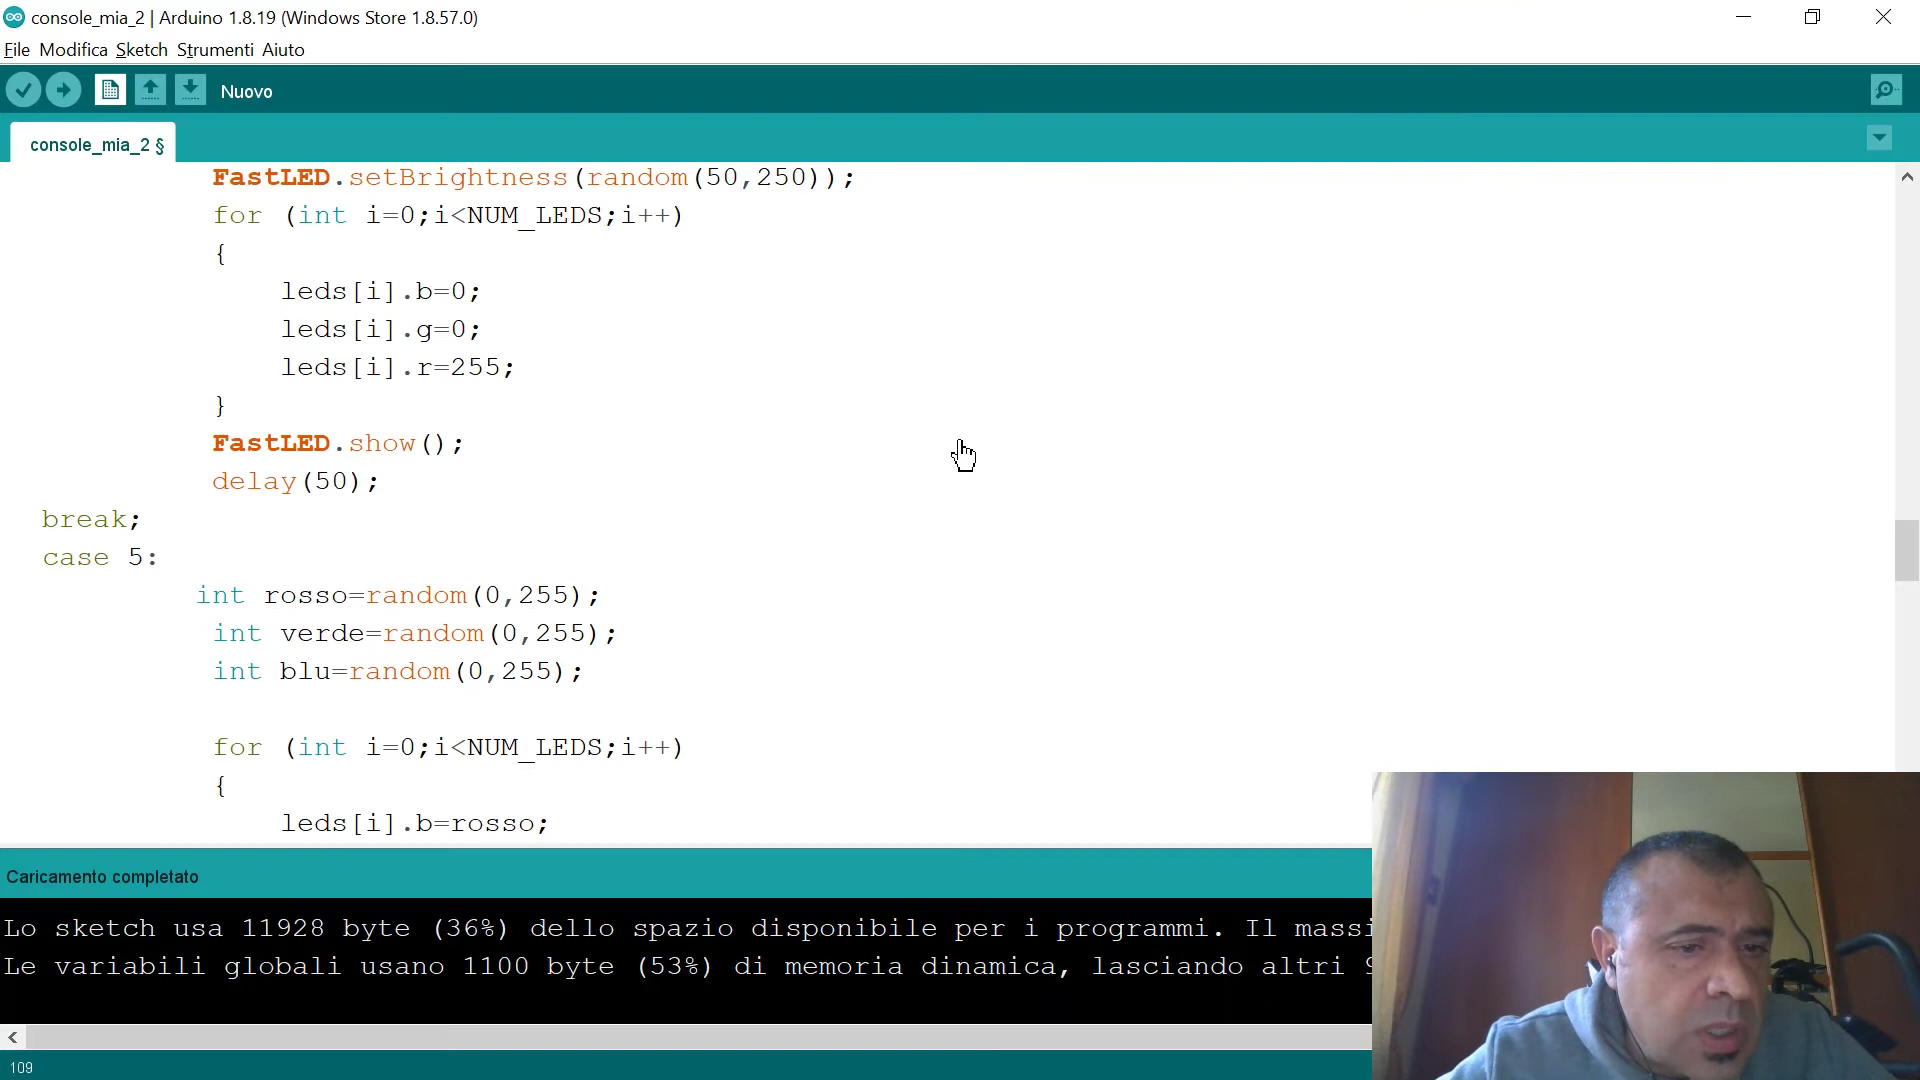 console_mia_2 | Arduino 1.8.19 (Windows Store 1.8.57.0)
File Modifica Sketch Strumenti Aiuto
Nuovo
console_mia_2 §
FastLED.setBrightness(random(50,250));
for (int i=0;i<NUM_LEDS;i++)
{
leds[i].b=0;
leds[i].g=0;
leds[i].r=255;
}
FastLED.show();
delay(50);
break;
case 5:
int rosso=random(0,255);
int verde=random(0,255);
int blu=random(0,255);
for (int i=0;i<NUM_LEDS;i++)
{
leds[i].b=rosso;
Caricamento completato
Lo sketch usa 11928 byte (36%) dello spazio disponibile per i programmi. Il massi
Le variabili globali usano 1100 byte (53%) di memoria dinamica, lasciando altri
109